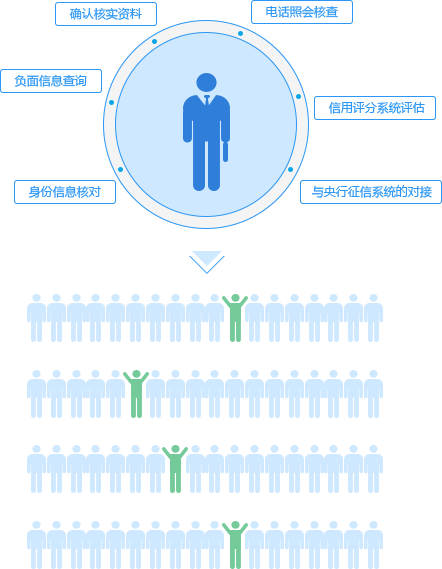 确认核实资料
电话照会核查
负面信息查询
信用评分系统评估
身份信息核对
与央行征信系统的对接